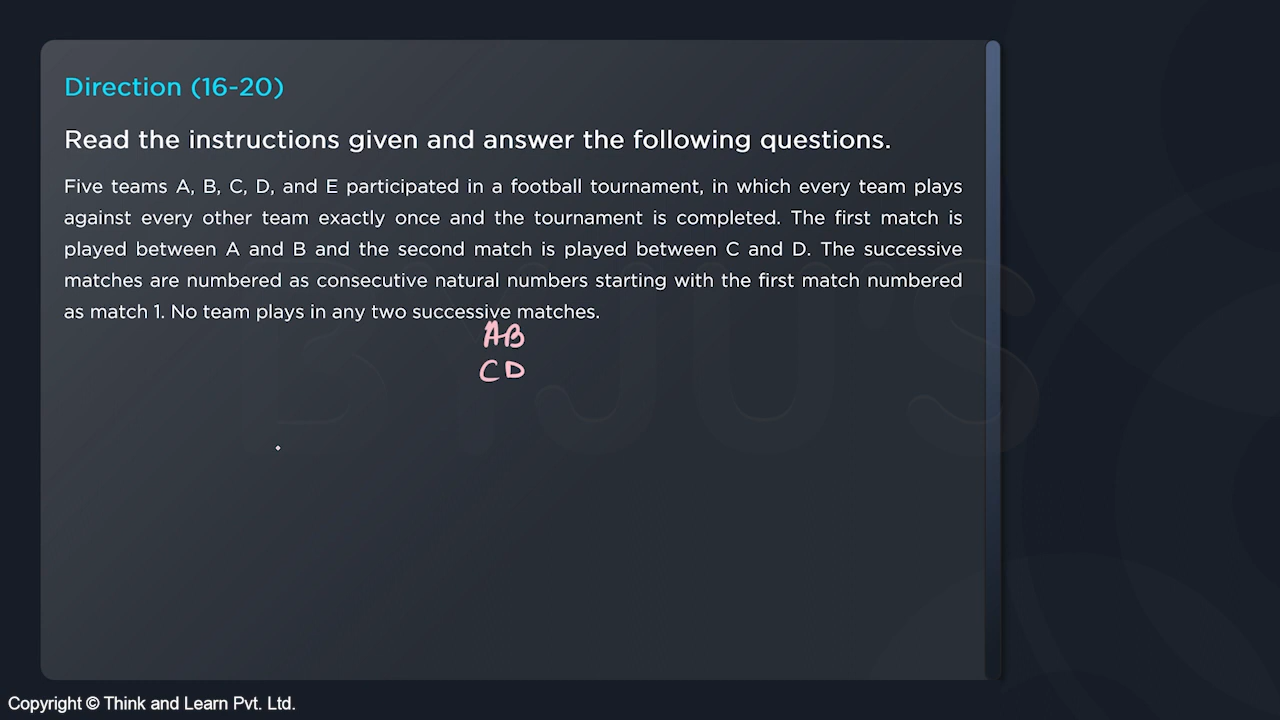 Direction (16-20)
Read the instructions given and answer the following questions.
Five teams A, B, C, D, and E participated in a football tournament, in which every team plays
against every other team exactly once and the tournament is completed. The first match is
played between A and B and the second match is played between C and D. The successive
matches are numbered as consecutive natural numbers starting with the first match numbered
as match 1. No team plays in any two successive matches.
AB
CD
BYJU'S
Copyright © Think and Learn Pvt. Ltd.